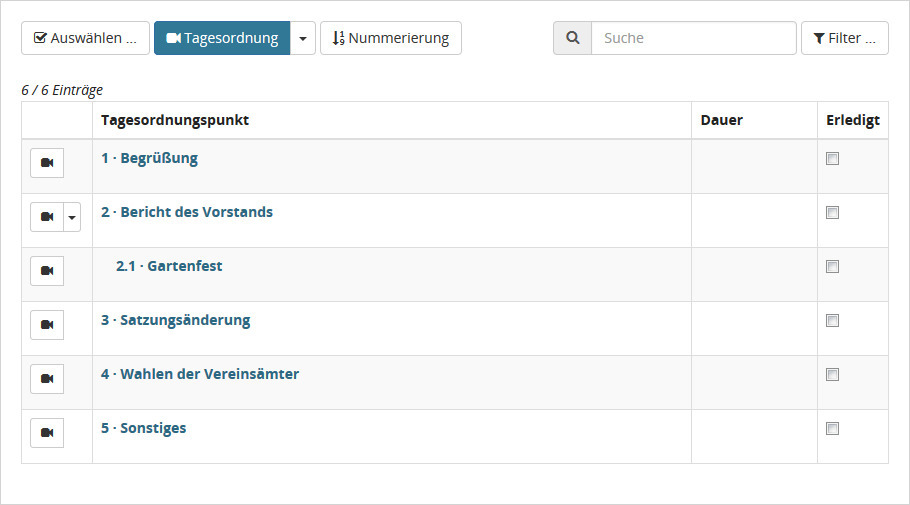 Auswählen ... Tagesordnung Nummerierung Suche Filter ...
6 / 6 Einträge
Tagesordnungspunkt Dauer Erledigt
1 · Begrüßung
2 · Bericht des Vorstands
2.1 · Gartenfest
3 · Satzungsänderung
4 · Wahlen der Vereinsämter
5 · Sonstiges